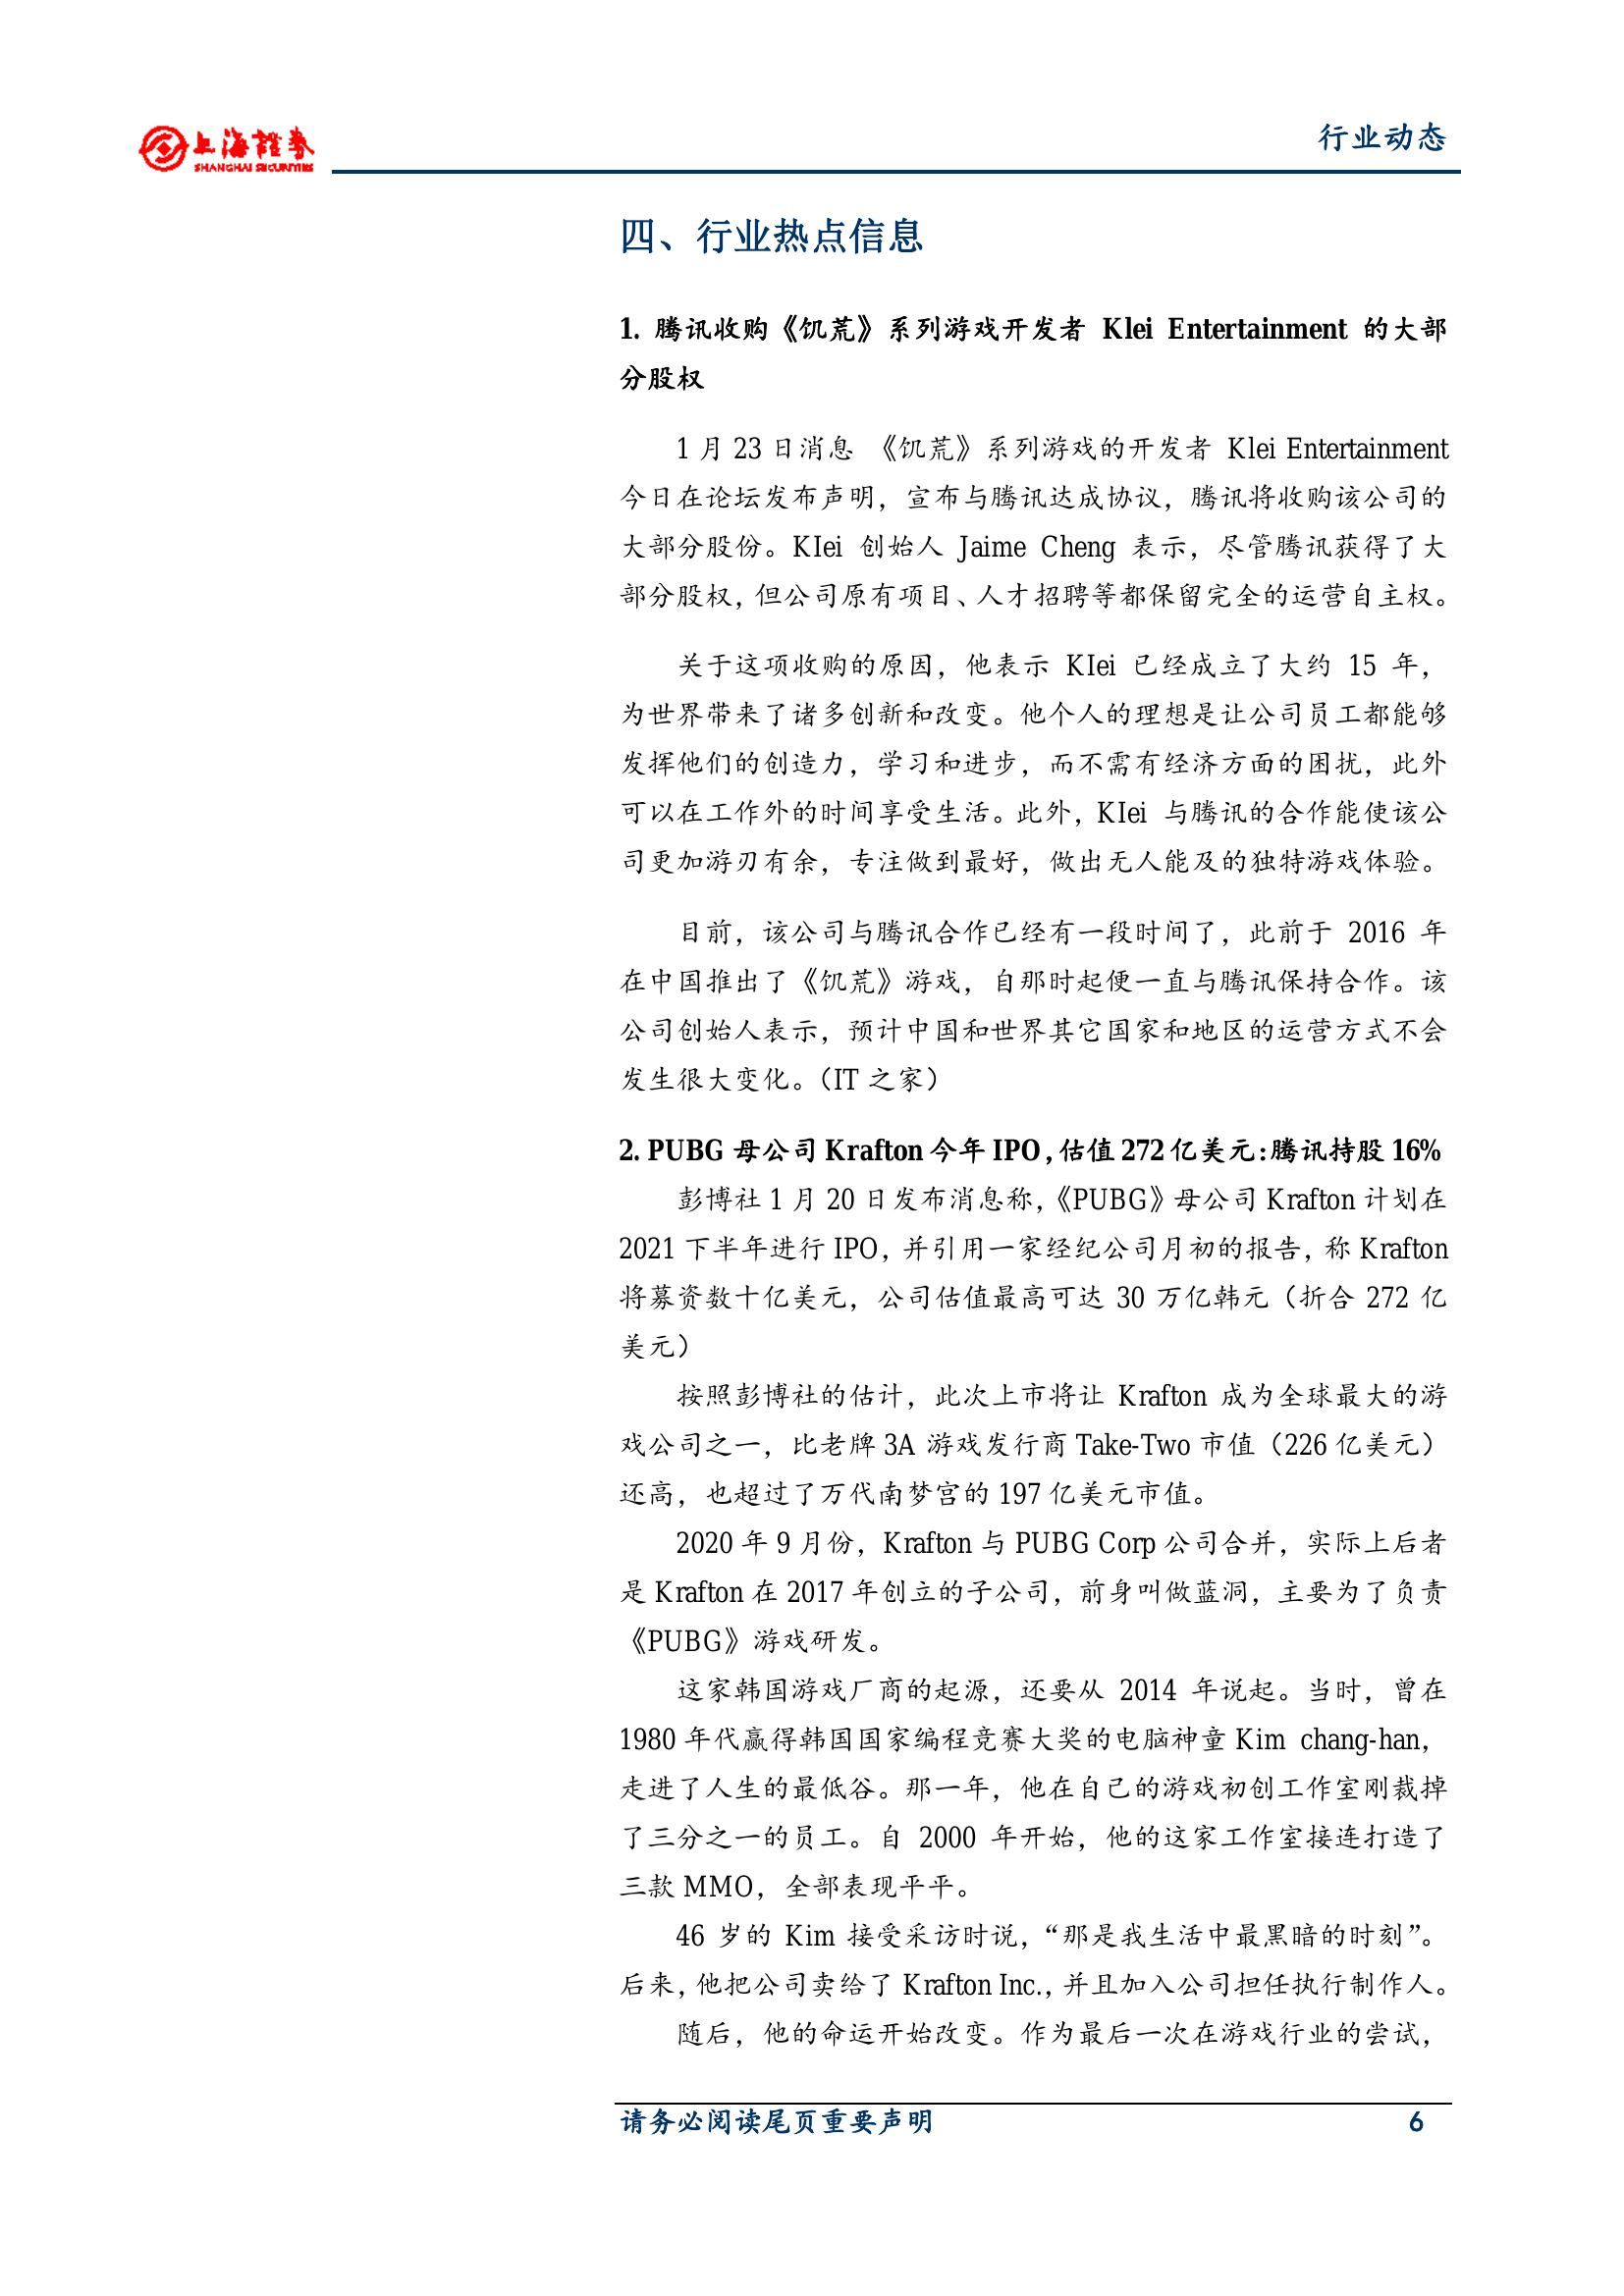 上海證券
SHANGHAI SECURITIES
行业动态
四、行业热点信息
1. 腾讯收购《饥荒》系列游戏开发者 Klei Entertainment 的大部
分股权
1 月 23 日消息 《饥荒》系列游戏的开发者 Klei Entertainment
今日在论坛发布声明，宣布与腾讯达成协议，腾讯将收购该公司的
大部分股份。KIei 创始人 Jaime Cheng 表示，尽管腾讯获得了大
部分股权，但公司原有项目、人才招聘等都保留完全的运营自主权。
关于这项收购的原因，他表示 KIei 已经成立了大约 15 年，
为世界带来了诸多创新和改变。他个人的理想是让公司员工都能够
发挥他们的创造力，学习和进步，而不需有经济方面的困扰，此外
可以在工作外的时间享受生活。此外，KIei 与腾讯的合作能使该公
司更加游刃有余，专注做到最好，做出无人能及的独特游戏体验。
目前，该公司与腾讯合作已经有一段时间了，此前于 2016 年
在中国推出了《饥荒》游戏，自那时起便一直与腾讯保持合作。该
公司创始人表示，预计中国和世界其它国家和地区的运营方式不会
发生很大变化。（IT 之家）
2. PUBG 母公司 Krafton 今年 IPO，估值 272 亿美元：腾讯持股 16%
彭博社 1 月 20 日发布消息称，《PUBG》母公司 Krafton 计划在
2021 下半年进行 IPO，并引用一家经纪公司月初的报告，称 Krafton
将募资数十亿美元，公司估值最高可达 30 万亿韩元（折合 272 亿
美元）
按照彭博社的估计，此次上市将让 Krafton 成为全球最大的游
戏公司之一，比老牌 3A 游戏发行商 Take-Two 市值（226 亿美元）
还高，也超过了万代南梦宫的 197 亿美元市值。
2020 年 9 月份，Krafton 与 PUBG Corp 公司合并，实际上后者
是 Krafton 在 2017 年创立的子公司，前身叫做蓝洞，主要为了负责
《PUBG》游戏研发。
这家韩国游戏厂商的起源，还要从 2014 年说起。当时，曾在
1980 年代赢得韩国国家编程竞赛大奖的电脑神童 Kim chang-han，
走进了人生的最低谷。那一年，他在自己的游戏初创工作室刚裁掉
了三分之一的员工。自 2000 年开始，他的这家工作室接连打造了
三款 MMO，全部表现平平。
46 岁的 Kim 接受采访时说，“那是我生活中最黑暗的时刻”。
后来，他把公司卖给了 Krafton Inc.，并且加入公司担任执行制作人。
随后，他的命运开始改变。作为最后一次在游戏行业的尝试，
请务必阅读尾页重要声明 6